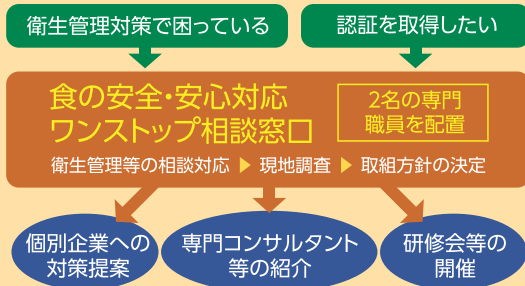 衛生管理対策で困っている
認証を取得したい
食の安全・安心対応
ワンストップ相談窓口
2名の専門
職員を配置
衛生管理等の相談対応 ▶ 現地調査 ▶ 取組方針の決定
個別企業への
対策提案
専門コンサルタント
等の紹介
研修会等の
開催